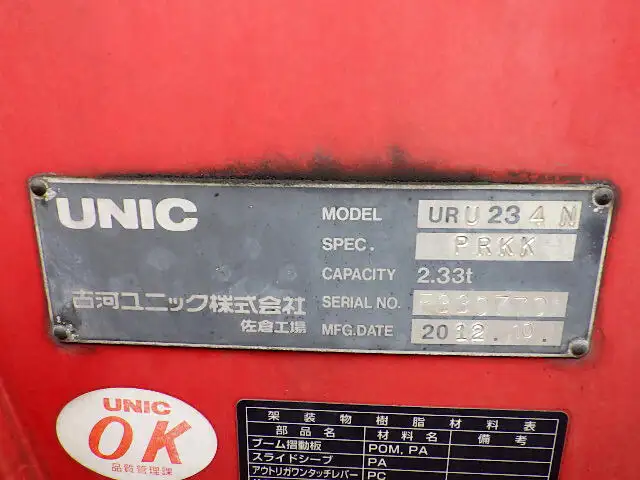 UNIC
MODEL URU234N
SPEC. PRKK
CAPACITY 2.33t
古河ユニック株式会社
SERIAL NO.
佐倉工場
MFG.DATE 2012.10.
UNIC
OK
品質管理課
架装物樹脂材料表
部品名 材料名 備考
ブーム摺動板 POM, PA
スライドシーブ PA
アウトリガワンタッチレバー PC